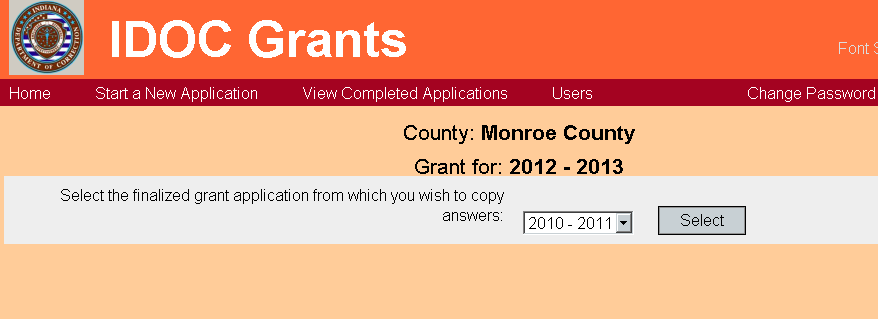 INDIANA
DEPARTMENT OF CORRECTION
IDOC Grants
Font S
Home Start a New Application View Completed Applications Users Change Password
County: Monroe County
Grant for: 2012 - 2013
Select the finalized grant application from which you wish to copy
answers:
2010 - 2011 Select